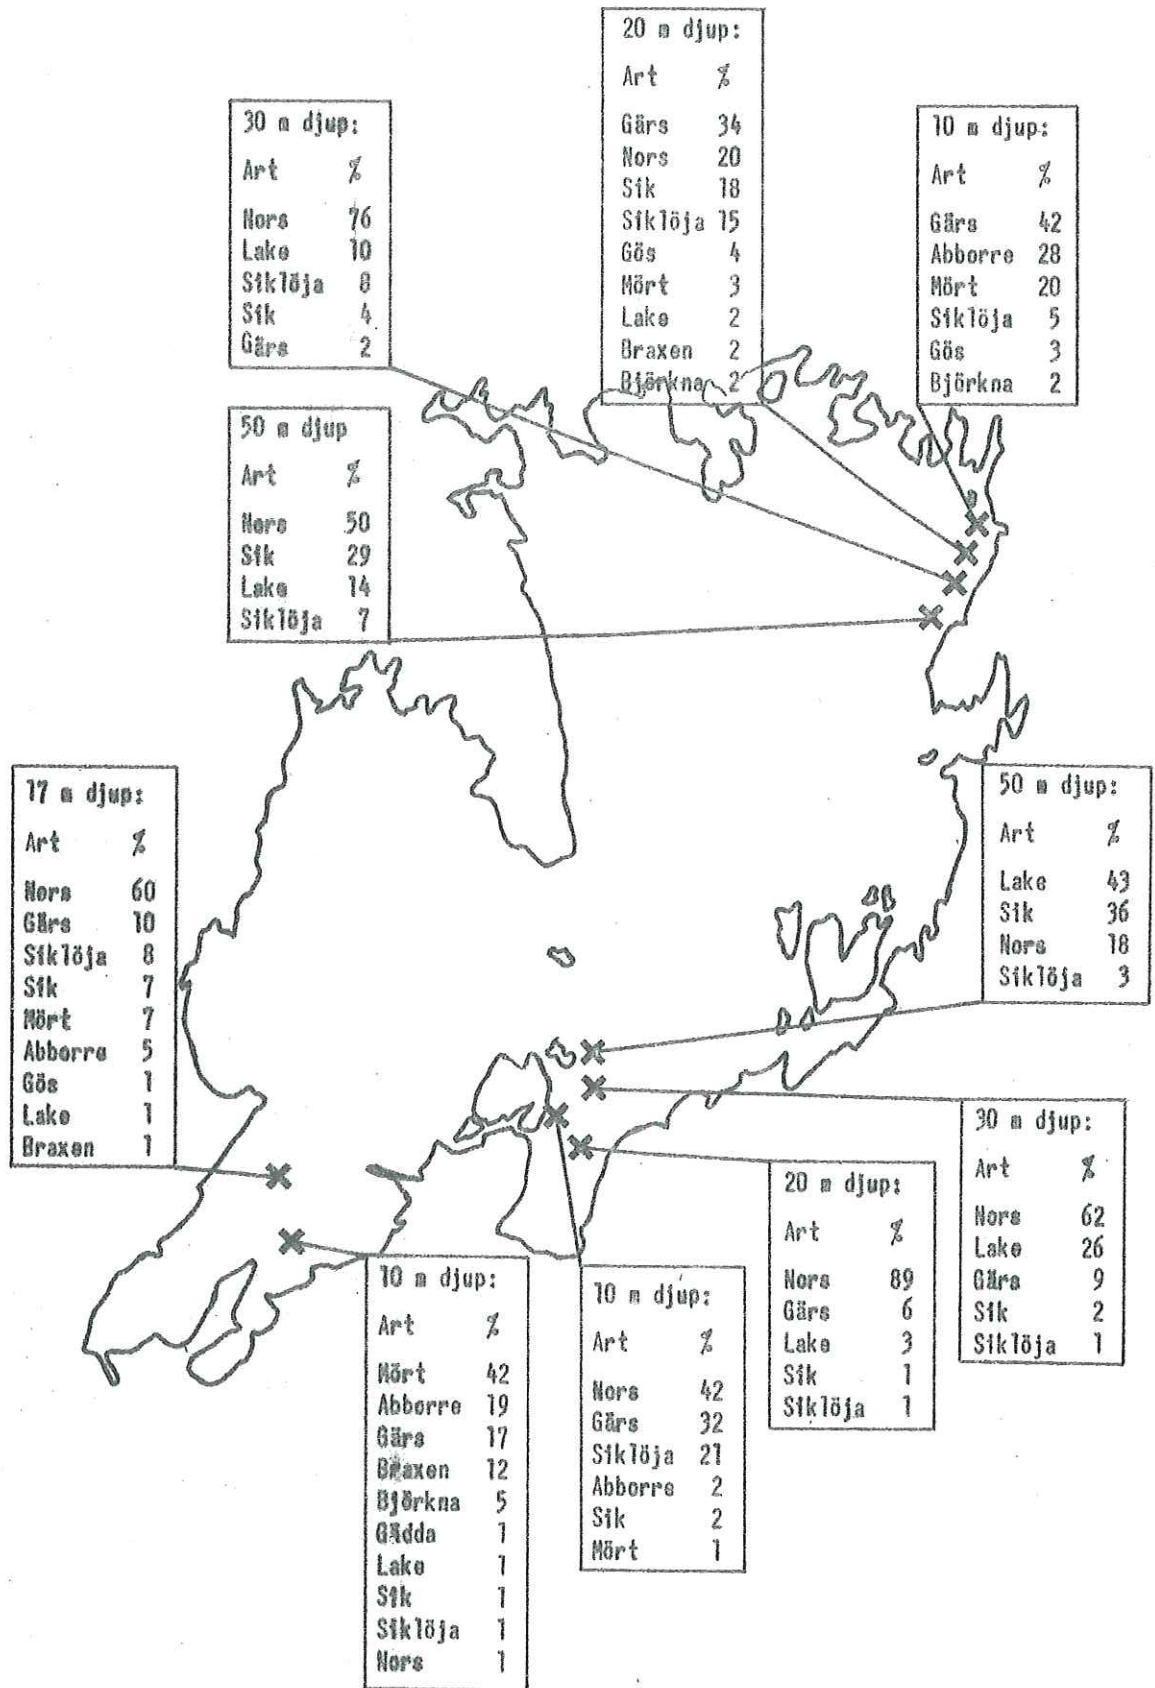 20 m djup:
Art %
Gärs 34
Nors 20
Sik 18
Siklöja 15
Gös 4
Mört 3
Lake 2
Braxen 2
Björkna 2
30 m djup:
Art %
Nors 76
Lake 10
Siklöja 8
Sik 4
Gärs 2
10 m djup:
Art %
Gärs 42
Abborre 28
Mört 20
Siklöja 5
Gös 3
Björkna 2
50 m djup
Art %
Nors 50
Sik 29
Lake 14
Siklöja 7
17 m djup:
Art %
Nors 60
Gärs 10
Siklöja 8
Sik 7
Mört 7
Abborre 5
Gös 1
Lake 1
Braxen 1
50 m djup:
Art %
Lake 43
Sik 36
Nors 18
Siklöja 3
30 m djup:
Art %
Nors 62
Lake 26
Gärs 9
Sik 2
Siklöja 1
20 m djup:
Art %
Nors 89
Gärs 6
Lake 3
Sik 1
Siklöja 1
10 m djup:
Art %
Mört 42
Abborre 19
Gärs 17
Braxen 12
Björkna 5
Gädda 1
Lake 1
Sik 1
Siklöja 1
Nors 1
10 m djup:
Art %
Nors 42
Gärs 32
Siklöja 21
Abborre 2
Sik 2
Mört 1